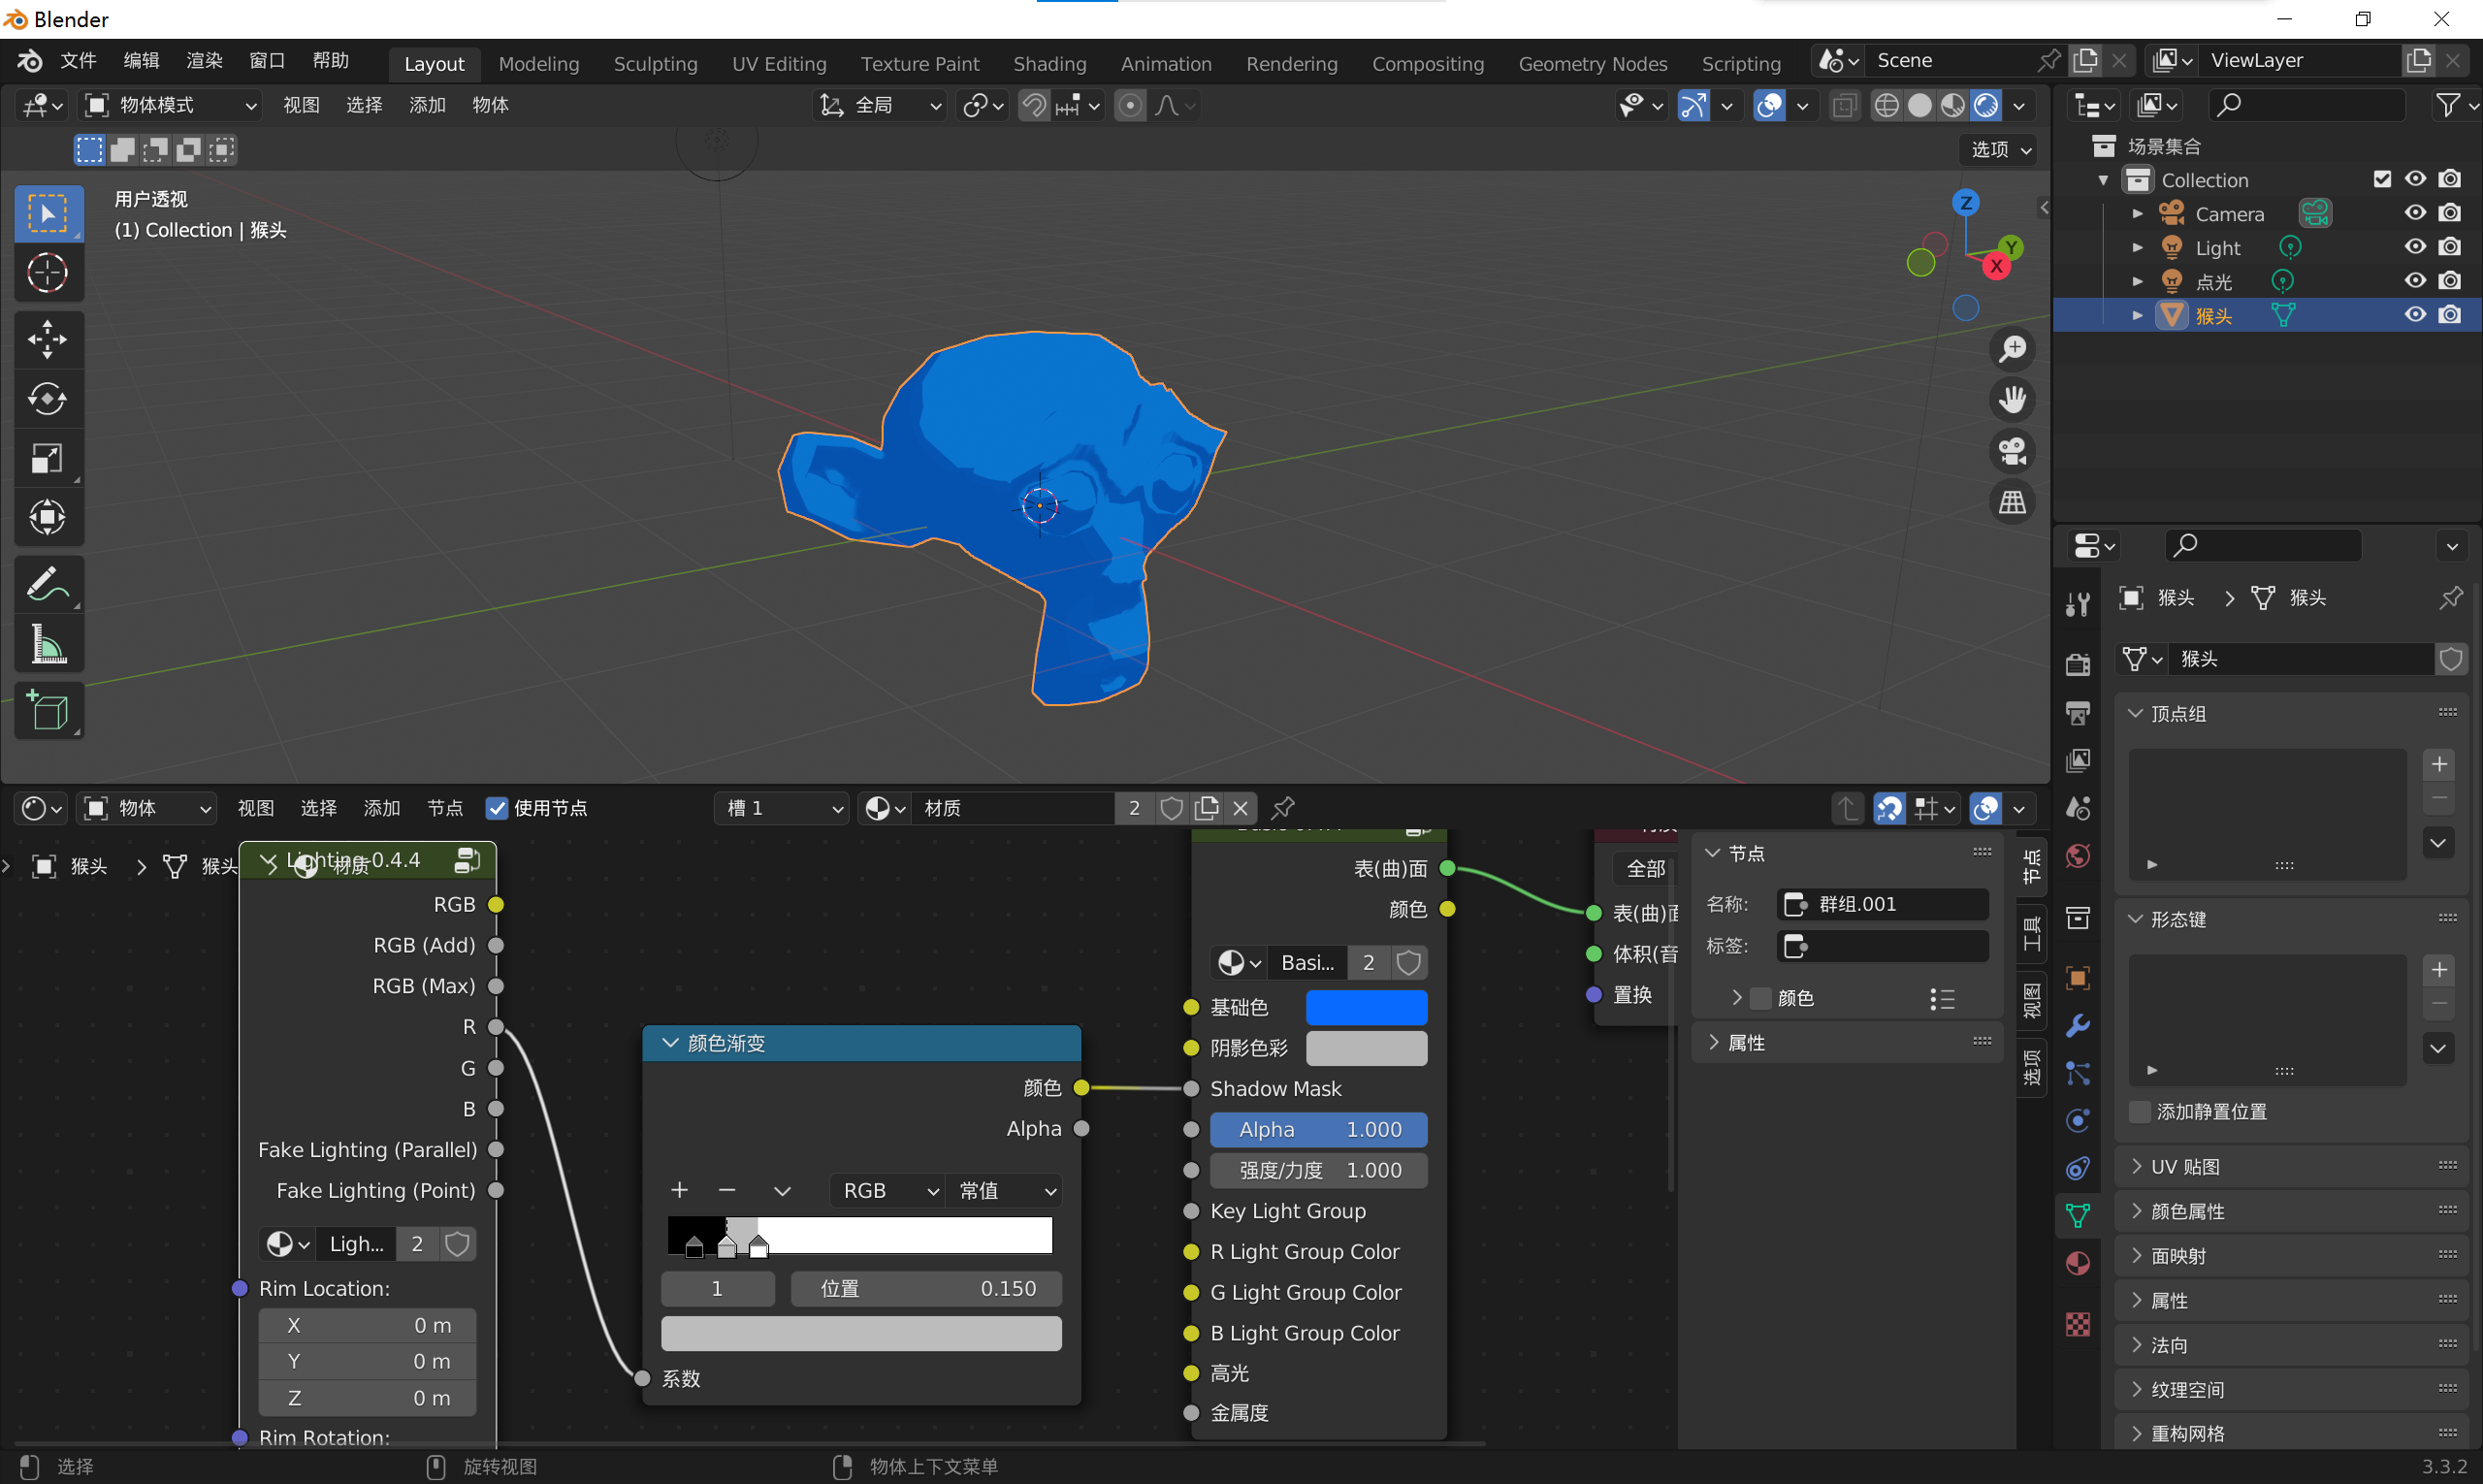 Blender
文件 编辑 渲染 窗口 帮助 Layout Modeling Sculpting UV Editing Texture Paint Shading Animation Rendering Compositing Geometry Nodes Scripting Scene ViewLayer
物体模式 视图 选择 添加 物体 全局
选项
用户透视
(1) Collection | 猴头
Z
Y
X
场景集合
Collection
Camera
Light
点光
猴头
猴头 猴头
猴头
顶点组
形态键
添加静置位置
UV 贴图
颜色属性
面映射
属性
法向
纹理空间
重构网格
物体 视图 选择 添加 节点 使用节点 槽 1 材质 2
猴头 猴头 材质
Lighting-0.4.4
RGB
RGB (Add)
RGB (Max)
R
G
B
Fake Lighting (Parallel)
Fake Lighting (Point)
Ligh... 2
Rim Location:
X 0 m
Y 0 m
Z 0 m
Rim Rotation:
颜色渐变
颜色
Alpha
RGB 常值
1 位置 0.150
系数
表(曲)面
颜色
Basi... 2
基础色
阴影色彩
Shadow Mask
Alpha 1.000
强度/力度 1.000
Key Light Group
R Light Group Color
G Light Group Color
B Light Group Color
高光
金属度
全部
表(曲)面
体积(音
置换
节点
名称: 群组.001
标签:
颜色
属性
节点
工具
视图
选项
选择 旋转视图 物体上下文菜单 3.3.2